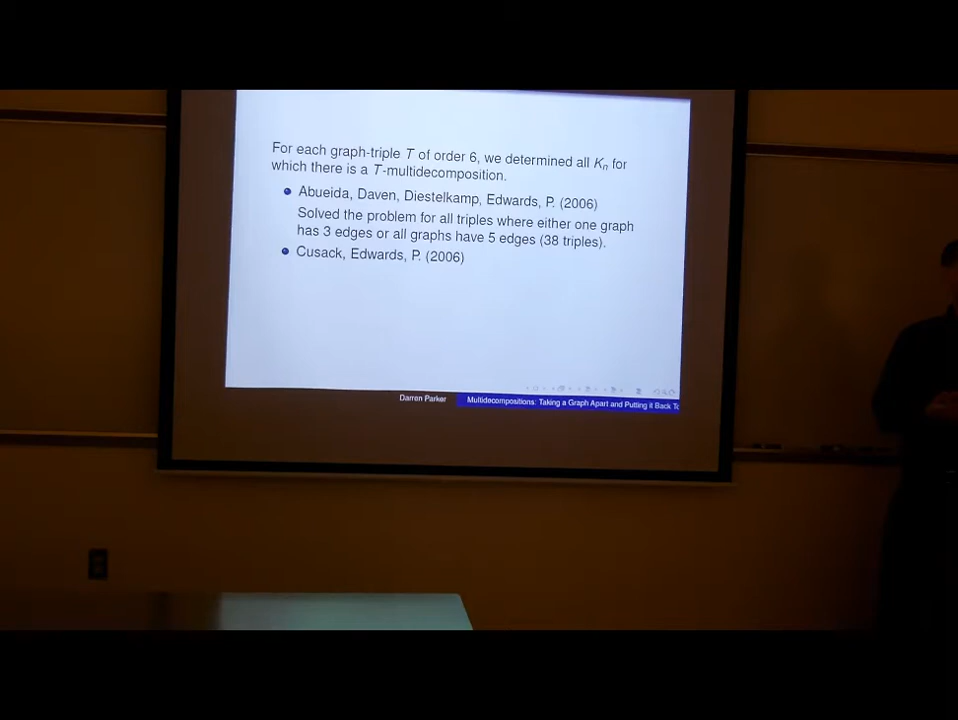 For each graph-triple T of order 6, we determined all Kn for
which there is a T-multidecomposition.
Abueida, Daven, Diestelkamp, Edwards, P. (2006)
Solved the problem for all triples where either one graph
has 3 edges or all graphs have 5 edges (38 triples).
Cusack, Edwards, P. (2006)
Darren Parker Multidecompositions: Taking a Graph Apart and Putting it Back To